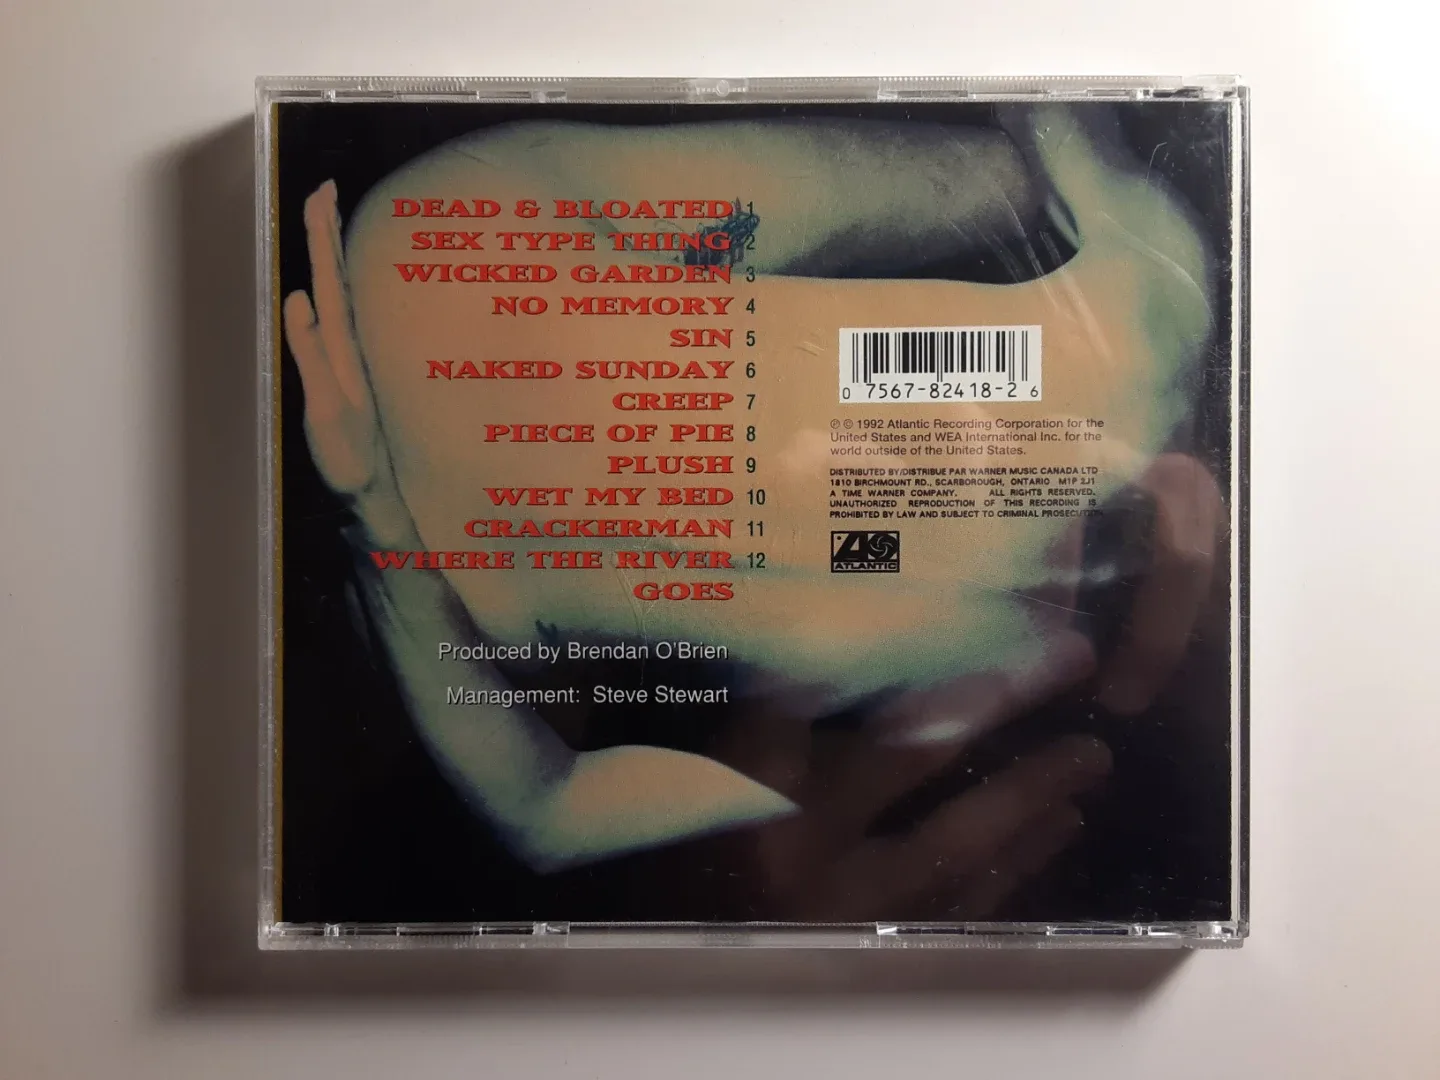 DEAD & BLOATED 1
SEX TYPE THING 2
WICKED GARDEN 3
NO MEMORY 4
SIN 5
NAKED SUNDAY 6
CREEP 7
PIECE OF PIE 8
PLUSH 9
WET MY BED 10
CRACKERMAN 11
WHERE THE RIVER 12
GOES
Produced by Brendan O'Brien
Management: Steve Stewart
0 7567-82418-2 6
℗ © 1992 Atlantic Recording Corporation for the
United States and WEA International Inc. for the
world outside of the United States.
DISTRIBUTED BY/DISTRIBUE PAR WARNER MUSIC CANADA LTD
1810 BIRCHMOUNT RD., SCARBOROUGH, ONTARIO M1P 2J1
A TIME WARNER COMPANY. ALL RIGHTS RESERVED.
UNAUTHORIZED REPRODUCTION OF THIS RECORDING IS
PROHIBITED BY LAW AND SUBJECT TO CRIMINAL PROSECUTION
ATLANTIC